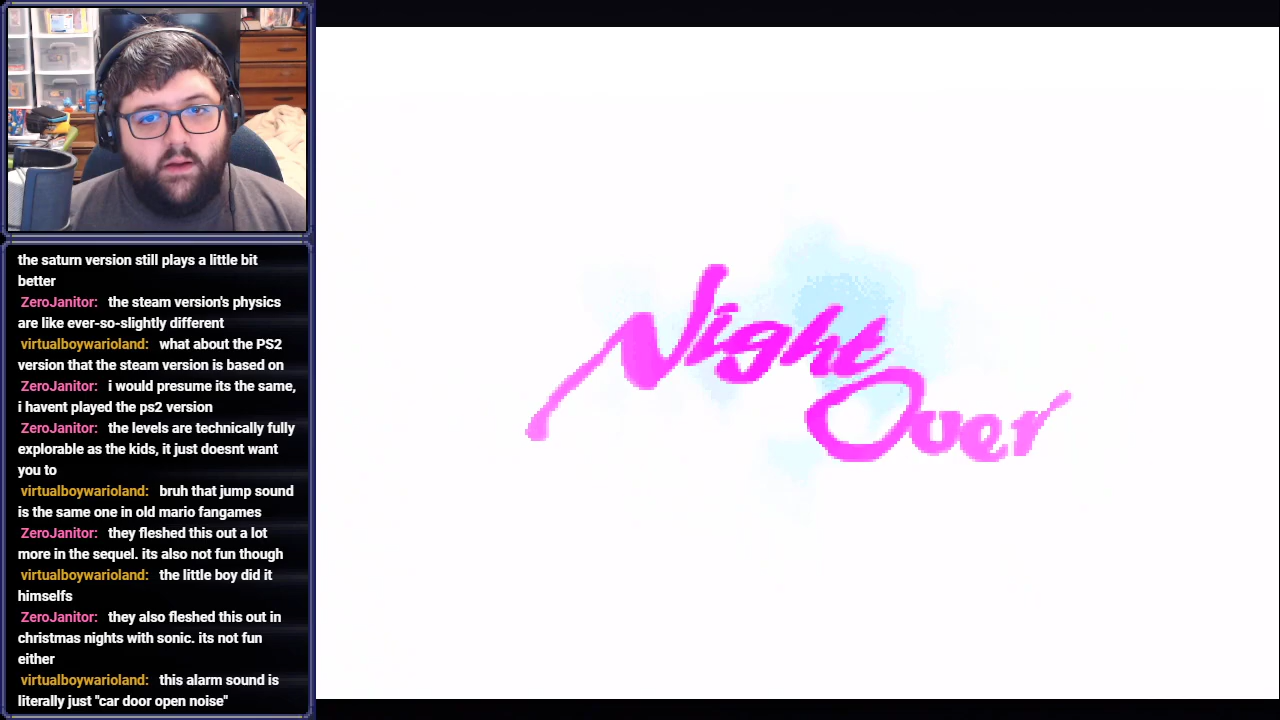 the saturn version still plays a little bit
better
ZeroJanitor: the steam version's physics
are like ever-so-slightly different
virtualboywarioland: what about the PS2
version that the steam version is based on
ZeroJanitor: i would presume its the same,
i havent played the ps2 version
ZeroJanitor: the levels are technically fully
explorable as the kids, it just doesnt want
you to
virtualboywarioland: bruh that jump sound
is the same one in old mario fangames
ZeroJanitor: they fleshed this out a lot
more in the sequel. its also not fun though
virtualboywarioland: the little boy did it
himselfs
ZeroJanitor: they also fleshed this out in
christmas nights with sonic. its not fun
either
virtualboywarioland: this alarm sound is
literally just "car door open noise"
Night
Over